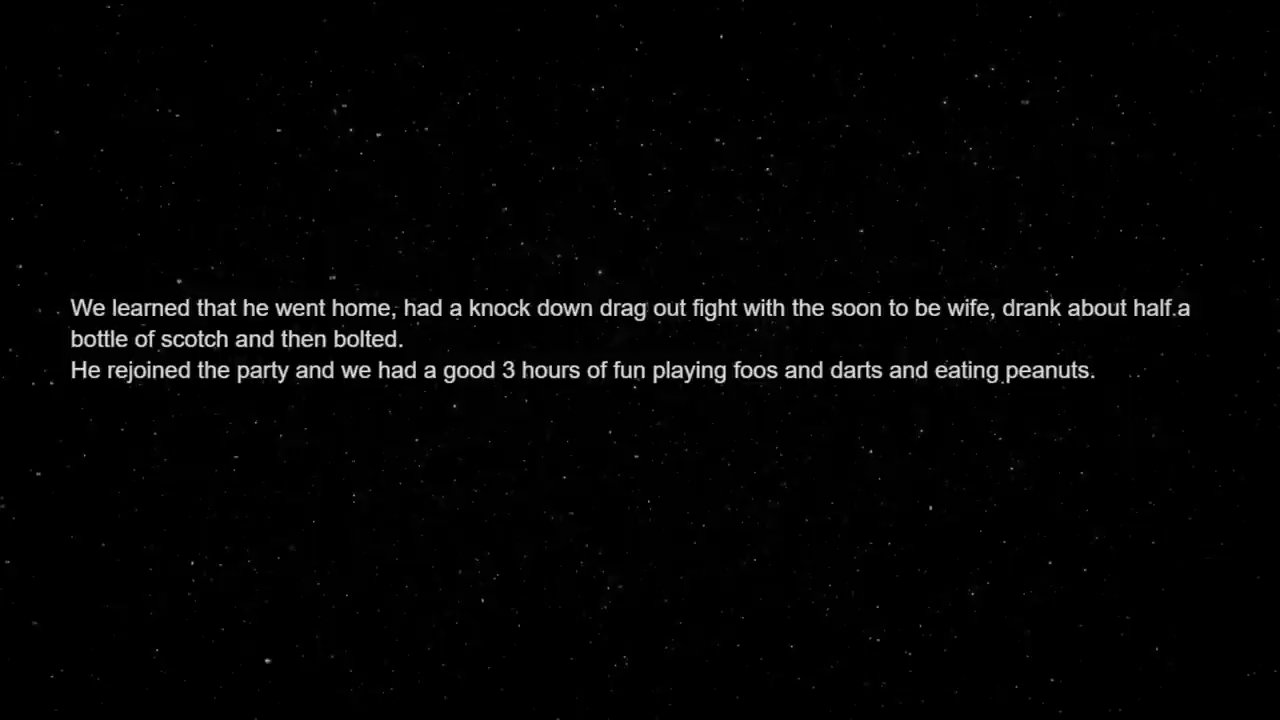 We learned that he went home, had a knock down drag out fight with the soon to be wife, drank about half a
bottle of scotch and then bolted.
He rejoined the party and we had a good 3 hours of fun playing foos and darts and eating peanuts.